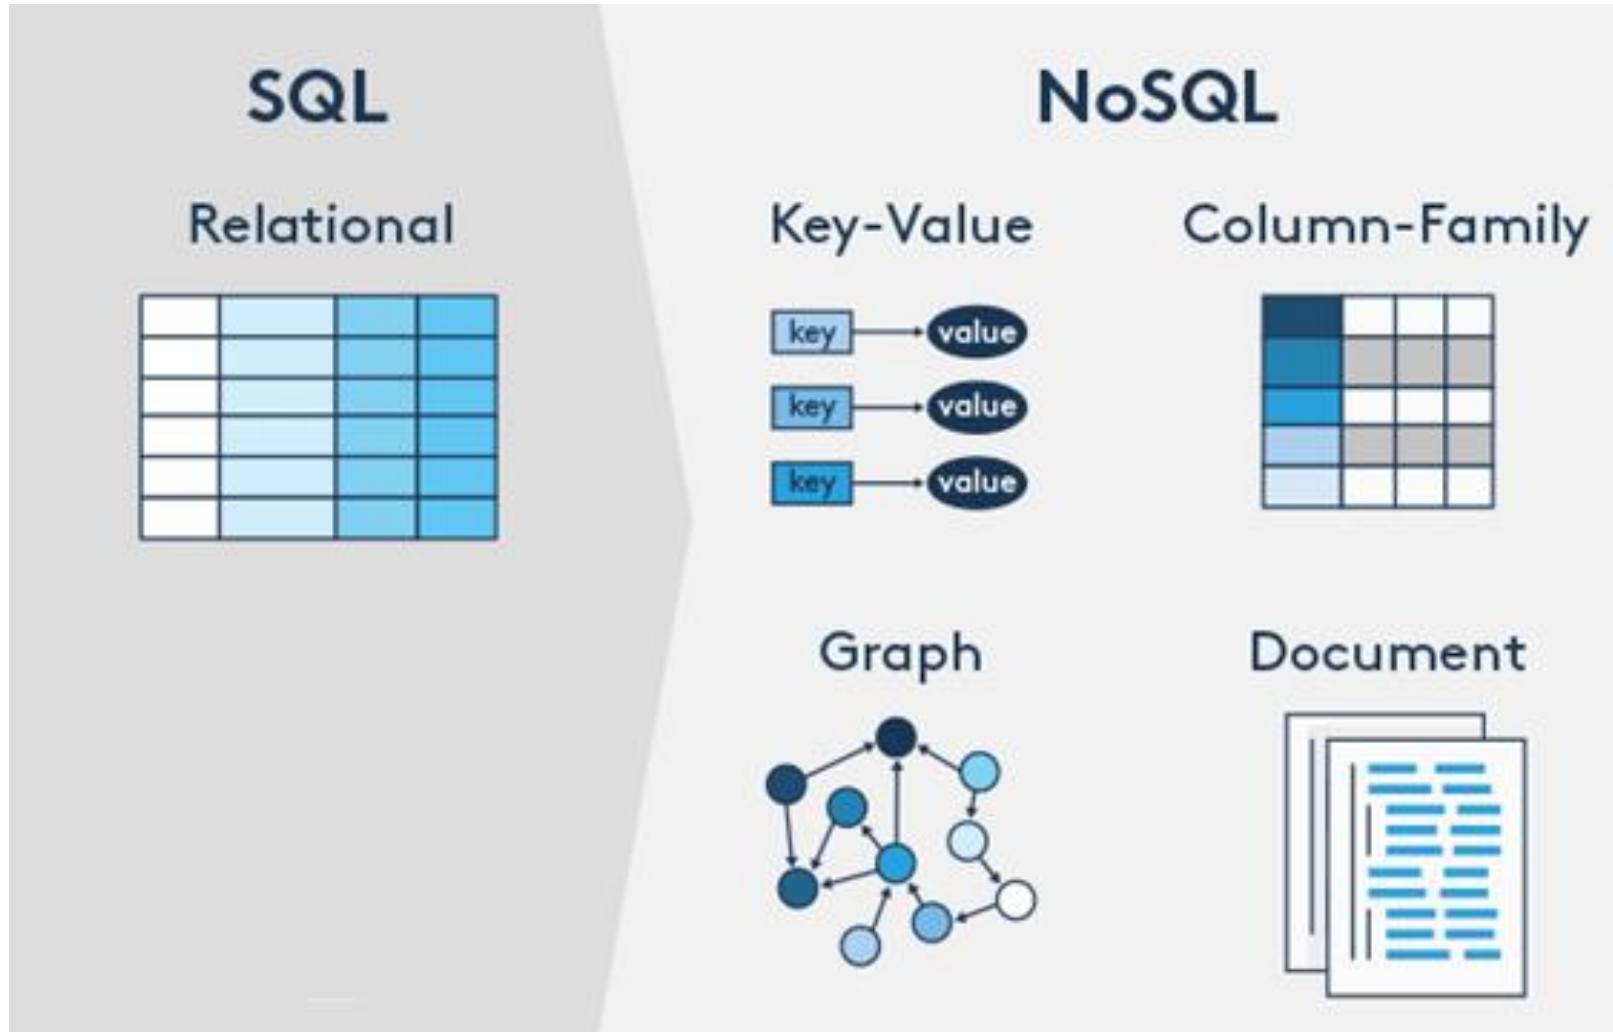 SQL
NoSQL
Relational
Key-Value
Column-Family
key value
key value
key value
Graph
Document